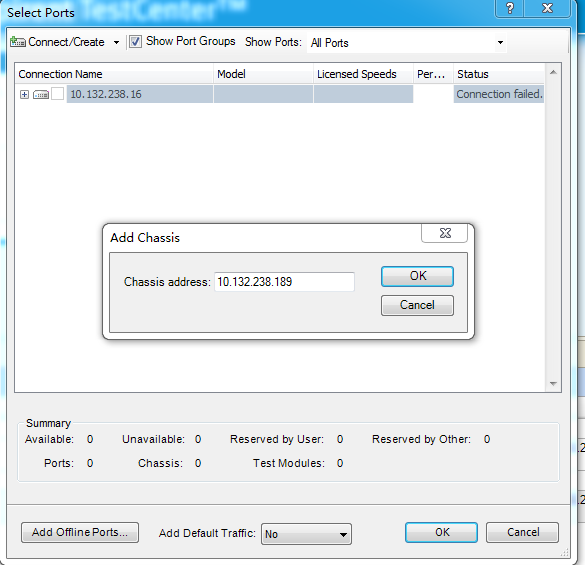 TestCenter™
Select Ports
Connect/Create Show Port Groups Show Ports: All Ports
Connection Name Model Licensed Speeds Per... Status
10.132.238.16 Connection failed.
Add Chassis
Chassis address: 10.132.238.189 OK
Cancel
Summary
Available: 0 Unavailable: 0 Reserved by User: 0 Reserved by Other: 0
Ports: 0 Chassis: 0 Test Modules: 0
Add Offline Ports... Add Default Traffic: No OK Cancel